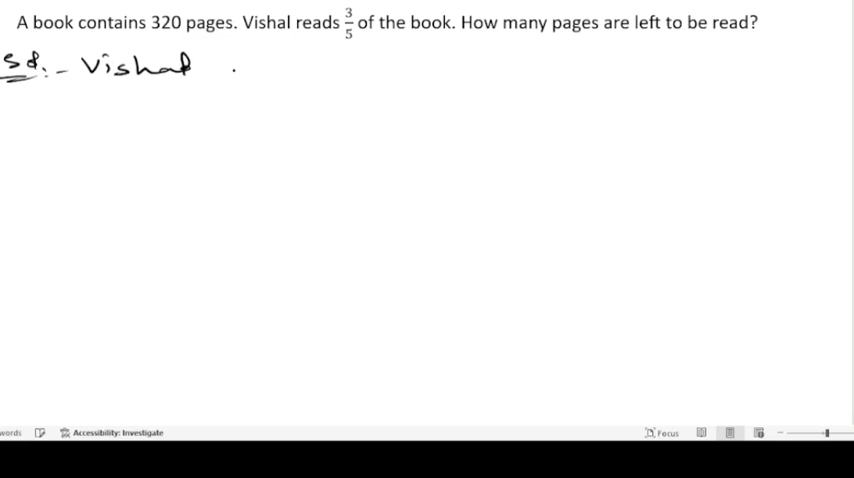 A book contains 320 pages. Vishal reads 3/5 of the book. How many pages are left to be read?
Sol:- Vishal
words Accessibility: Investigate Focus